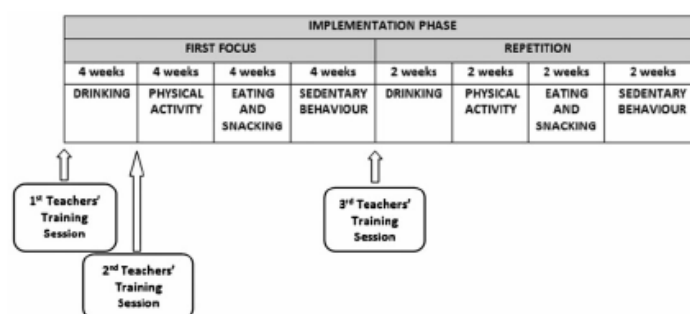 IMPLEMENTATION PHASE
FIRST FOCUS REPETITION
4 weeks 4 weeks 4 weeks 4 weeks 2 weeks 2 weeks 2 weeks 2 weeks
DRINKING PHYSICAL EATING SEDENTARY DRINKING PHYSICAL EATING SEDENTARY
ACTIVITY AND BEHAVIOUR ACTIVITY AND BEHAVIOUR
SNACKING SNACKING
1st Teachers'
Training
Session
2nd Teachers'
Training
Session
3rd Teachers'
Training
Session